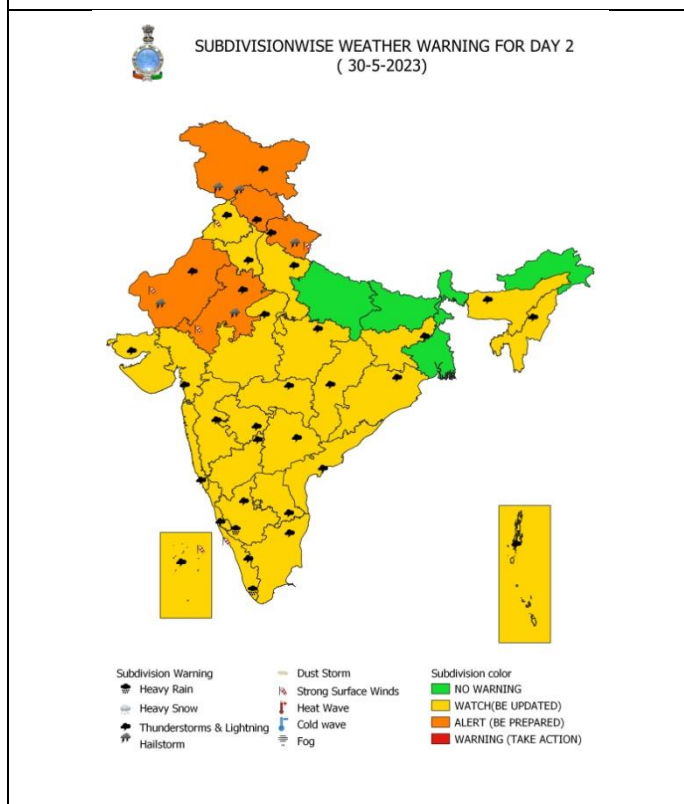 SUBDIVISIONWISE WEATHER WARNING FOR DAY 2
( 30-5-2023)
Subdivision Warning
Heavy Rain
Heavy Snow
Thunderstorms & Lightning
Hailstorm
Dust Storm
Strong Surface Winds
Heat Wave
Cold wave
Fog
Subdivision color
NO WARNING
WATCH(BE UPDATED)
ALERT (BE PREPARED)
WARNING (TAKE ACTION)